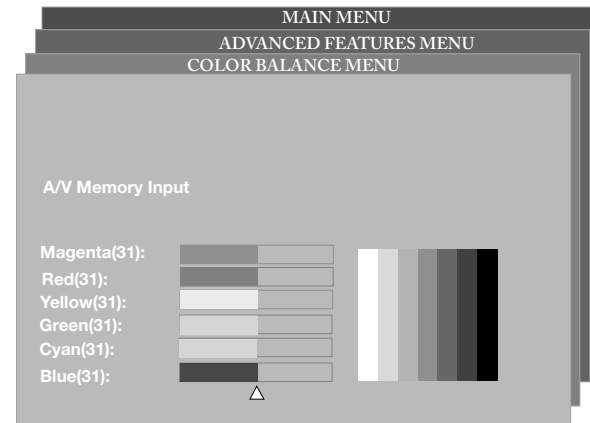 MAIN MENU
ADVANCED FEATURES MENU
COLOR BALANCE MENU
A/V Memory Input
Magenta(31):
Red(31):
Yellow(31):
Green(31):
Cyan(31):
Blue(31):